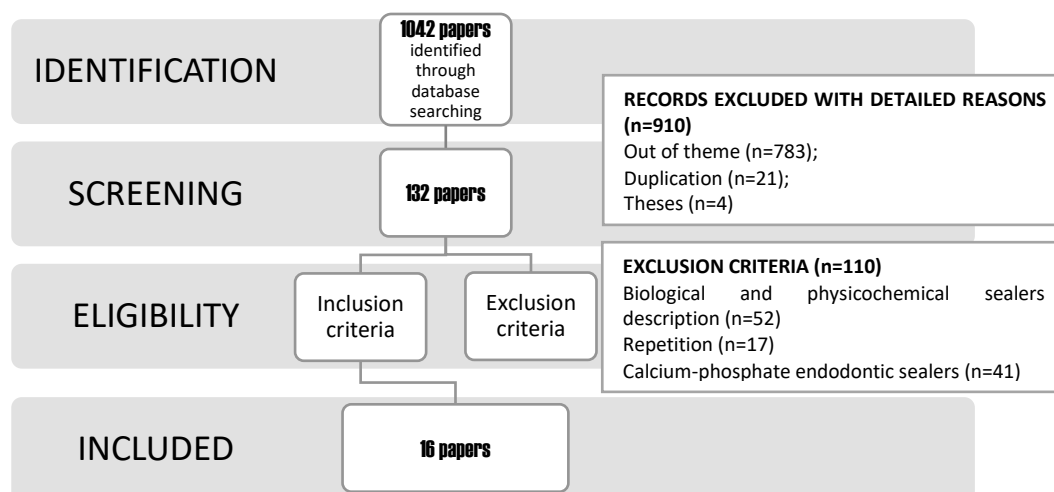 1042 papers
identified
through
database
searching
IDENTIFICATION
RECORDS EXCLUDED WITH DETAILED REASONS
(n=910)
Out of theme (n=783);
Duplication (n=21);
Theses (n=4)
SCREENING
132 papers
EXCLUSION CRITERIA (n=110)
Biological and physicochemical sealers
description (n=52)
Repetition (n=17)
Calcium-phosphate endodontic sealers (n=41)
ELIGIBILITY
Inclusion
criteria
Exclusion
criteria
INCLUDED
16 papers